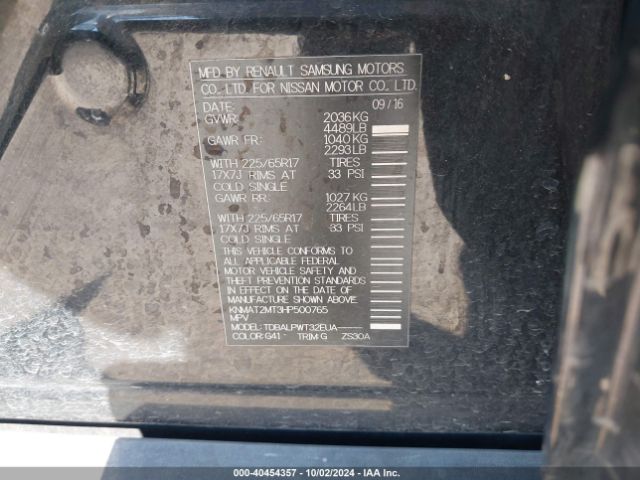 MFD BY RENAULT SAMSUNG MOTORS
CO., LTD. FOR NISSAN MOTOR CO., LTD.
DATE: 09/16
GVWR: 2036KG
4489LB
GAWR FR: 1040KG
2293LB
WITH 225/65R17 TIRES
17X7J RIMS AT 33 PSI
COLD SINGLE
GAWR RR: 1027KG
2264LB
WITH 225/65R17 TIRES
17X7J RIMS AT 33 PSI
COLD SINGLE
THIS VEHICLE CONFORMS TO
ALL APPLICABLE FEDERAL
MOTOR VEHICLE SAFETY AND
THEFT PREVENTION STANDARDS
IN EFFECT ON THE DATE OF
MANUFACTURE SHOWN ABOVE.
KNMAT2MT3HP500765
MPV
MODEL: TDBALPWT32EUA-----
COLOR:G41 TRIM:G ZS30A
000-40454357 - 10/02/2024 - IAA Inc.